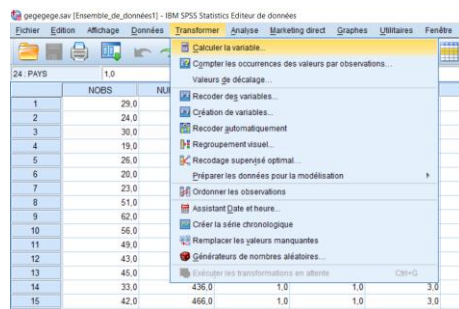 gegegege.sav [Ensemble_de_données1] - IBM SPSS Statistics Editeur de données
Fichier Edition Affichage Données Transformer Analyse Marketing direct Graphes Utilitaires Fenêtre
24 : PAYS 1,0
NOBS NU
Calculer la variable...
Compter les occurrences des valeurs par observations...
Valeurs de décalage...
Recoder des variables...
Création de variables...
Recoder automatiquement
Regroupement visuel...
Recodage supervisé optimal...
Préparer les données pour la modélisation
Ordonner les observations
Assistant Date et heure...
Créer la série chronologique
Remplacer les valeurs manquantes
Générateurs de nombres aléatoires...
Exécuter les transformations en attente Ctrl+G
1 29,0
2 24,0
3 30,0
4 19,0
5 26,0
6 20,0
7 23,0
8 51,0
9 62,0
10 56,0
11 49,0
12 43,0
13 45,0
14 33,0 436,0 1,0 1,0 3,0
15 42,0 466,0 1,0 1,0 3,0